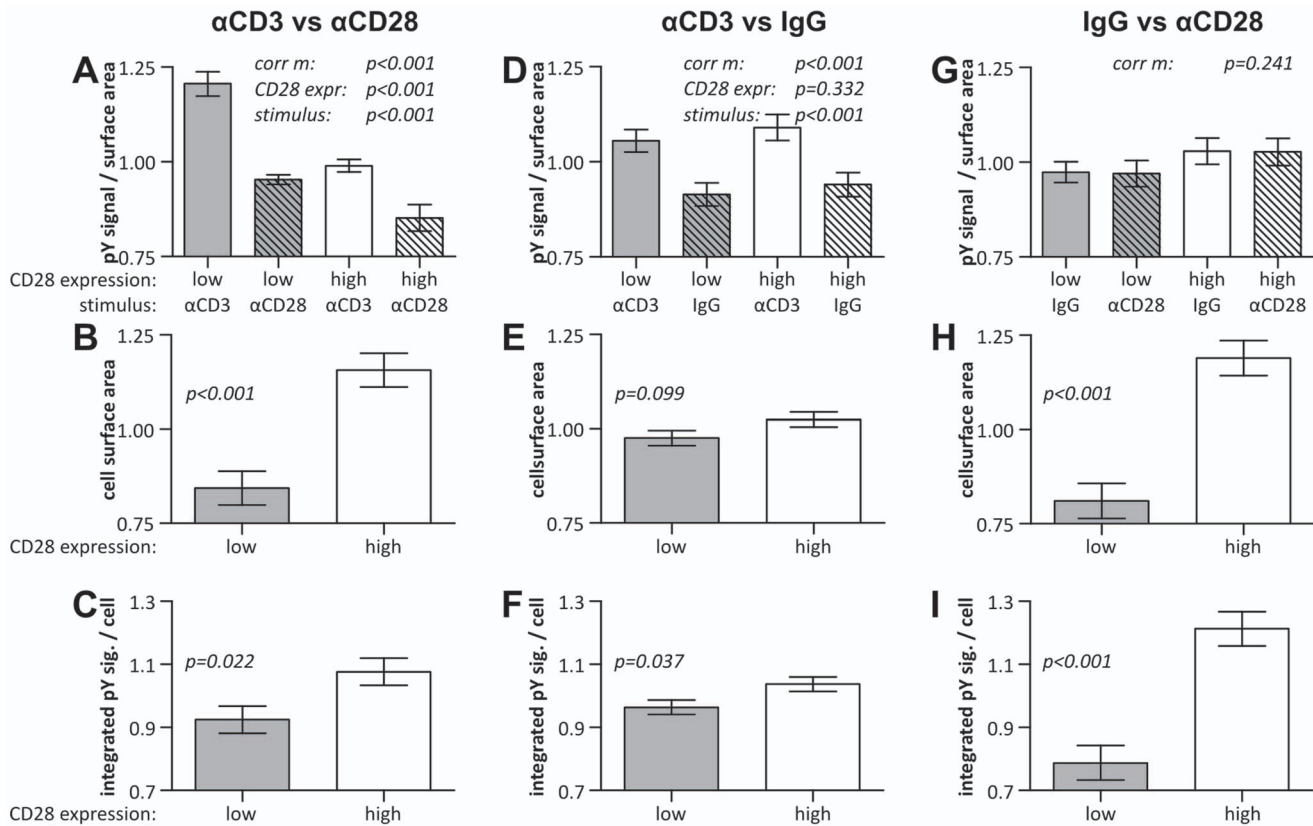 αCD3 vs αCD28
αCD3 vs IgG
IgG vs αCD28
A
pY signal / surface area
1.25
1.00
0.75
corr m: p<0.001
CD28 expr: p<0.001
stimulus: p<0.001
CD28 expression: low low high high
stimulus: αCD3 αCD28 αCD3 αCD28
D
pY signal / surface area
1.25
1.00
0.75
corr m: p<0.001
CD28 expr: p=0.332
stimulus: p<0.001
low low high high
αCD3 IgG αCD3 IgG
G
pY signal / surface area
1.25
1.00
0.75
corr m: p=0.241
low low high high
IgG αCD28 IgG αCD28
B
cell surface area
1.25
1.00
0.75
p<0.001
CD28 expression: low high
E
cellsurface area
1.25
1.00
0.75
p=0.099
low high
H
cellsurface area
1.25
1.00
0.75
p<0.001
low high
C
integrated pY sig. / cell
1.3
1.1
0.9
0.7
p=0.022
CD28 expression: low high
F
integrated pY sig. / cell
1.3
1.1
0.9
0.7
p=0.037
low high
I
integrated pY sig. / cell
1.3
1.1
0.9
0.7
p<0.001
low high